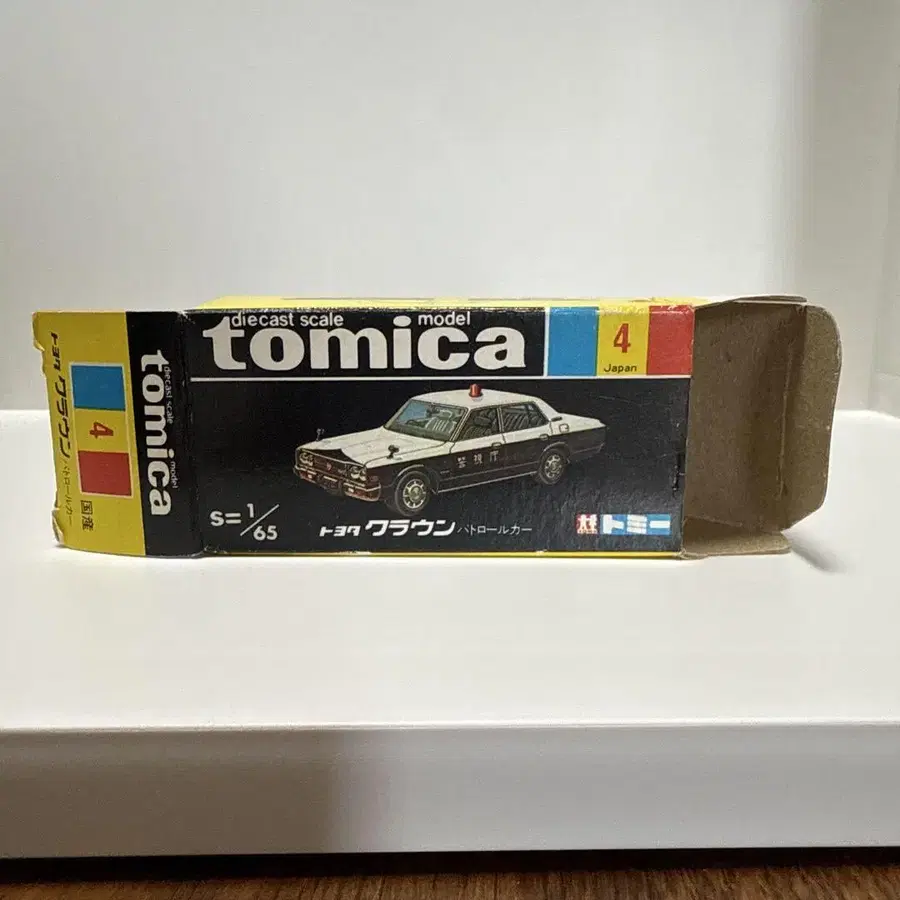 トヨタ クラウン パトロールカー
4
国産
diecast scale model
tomica
diecast scale model
tomica
4
Japan
警視庁
S=1/65
トヨタ クラウン パトロールカー
トミー